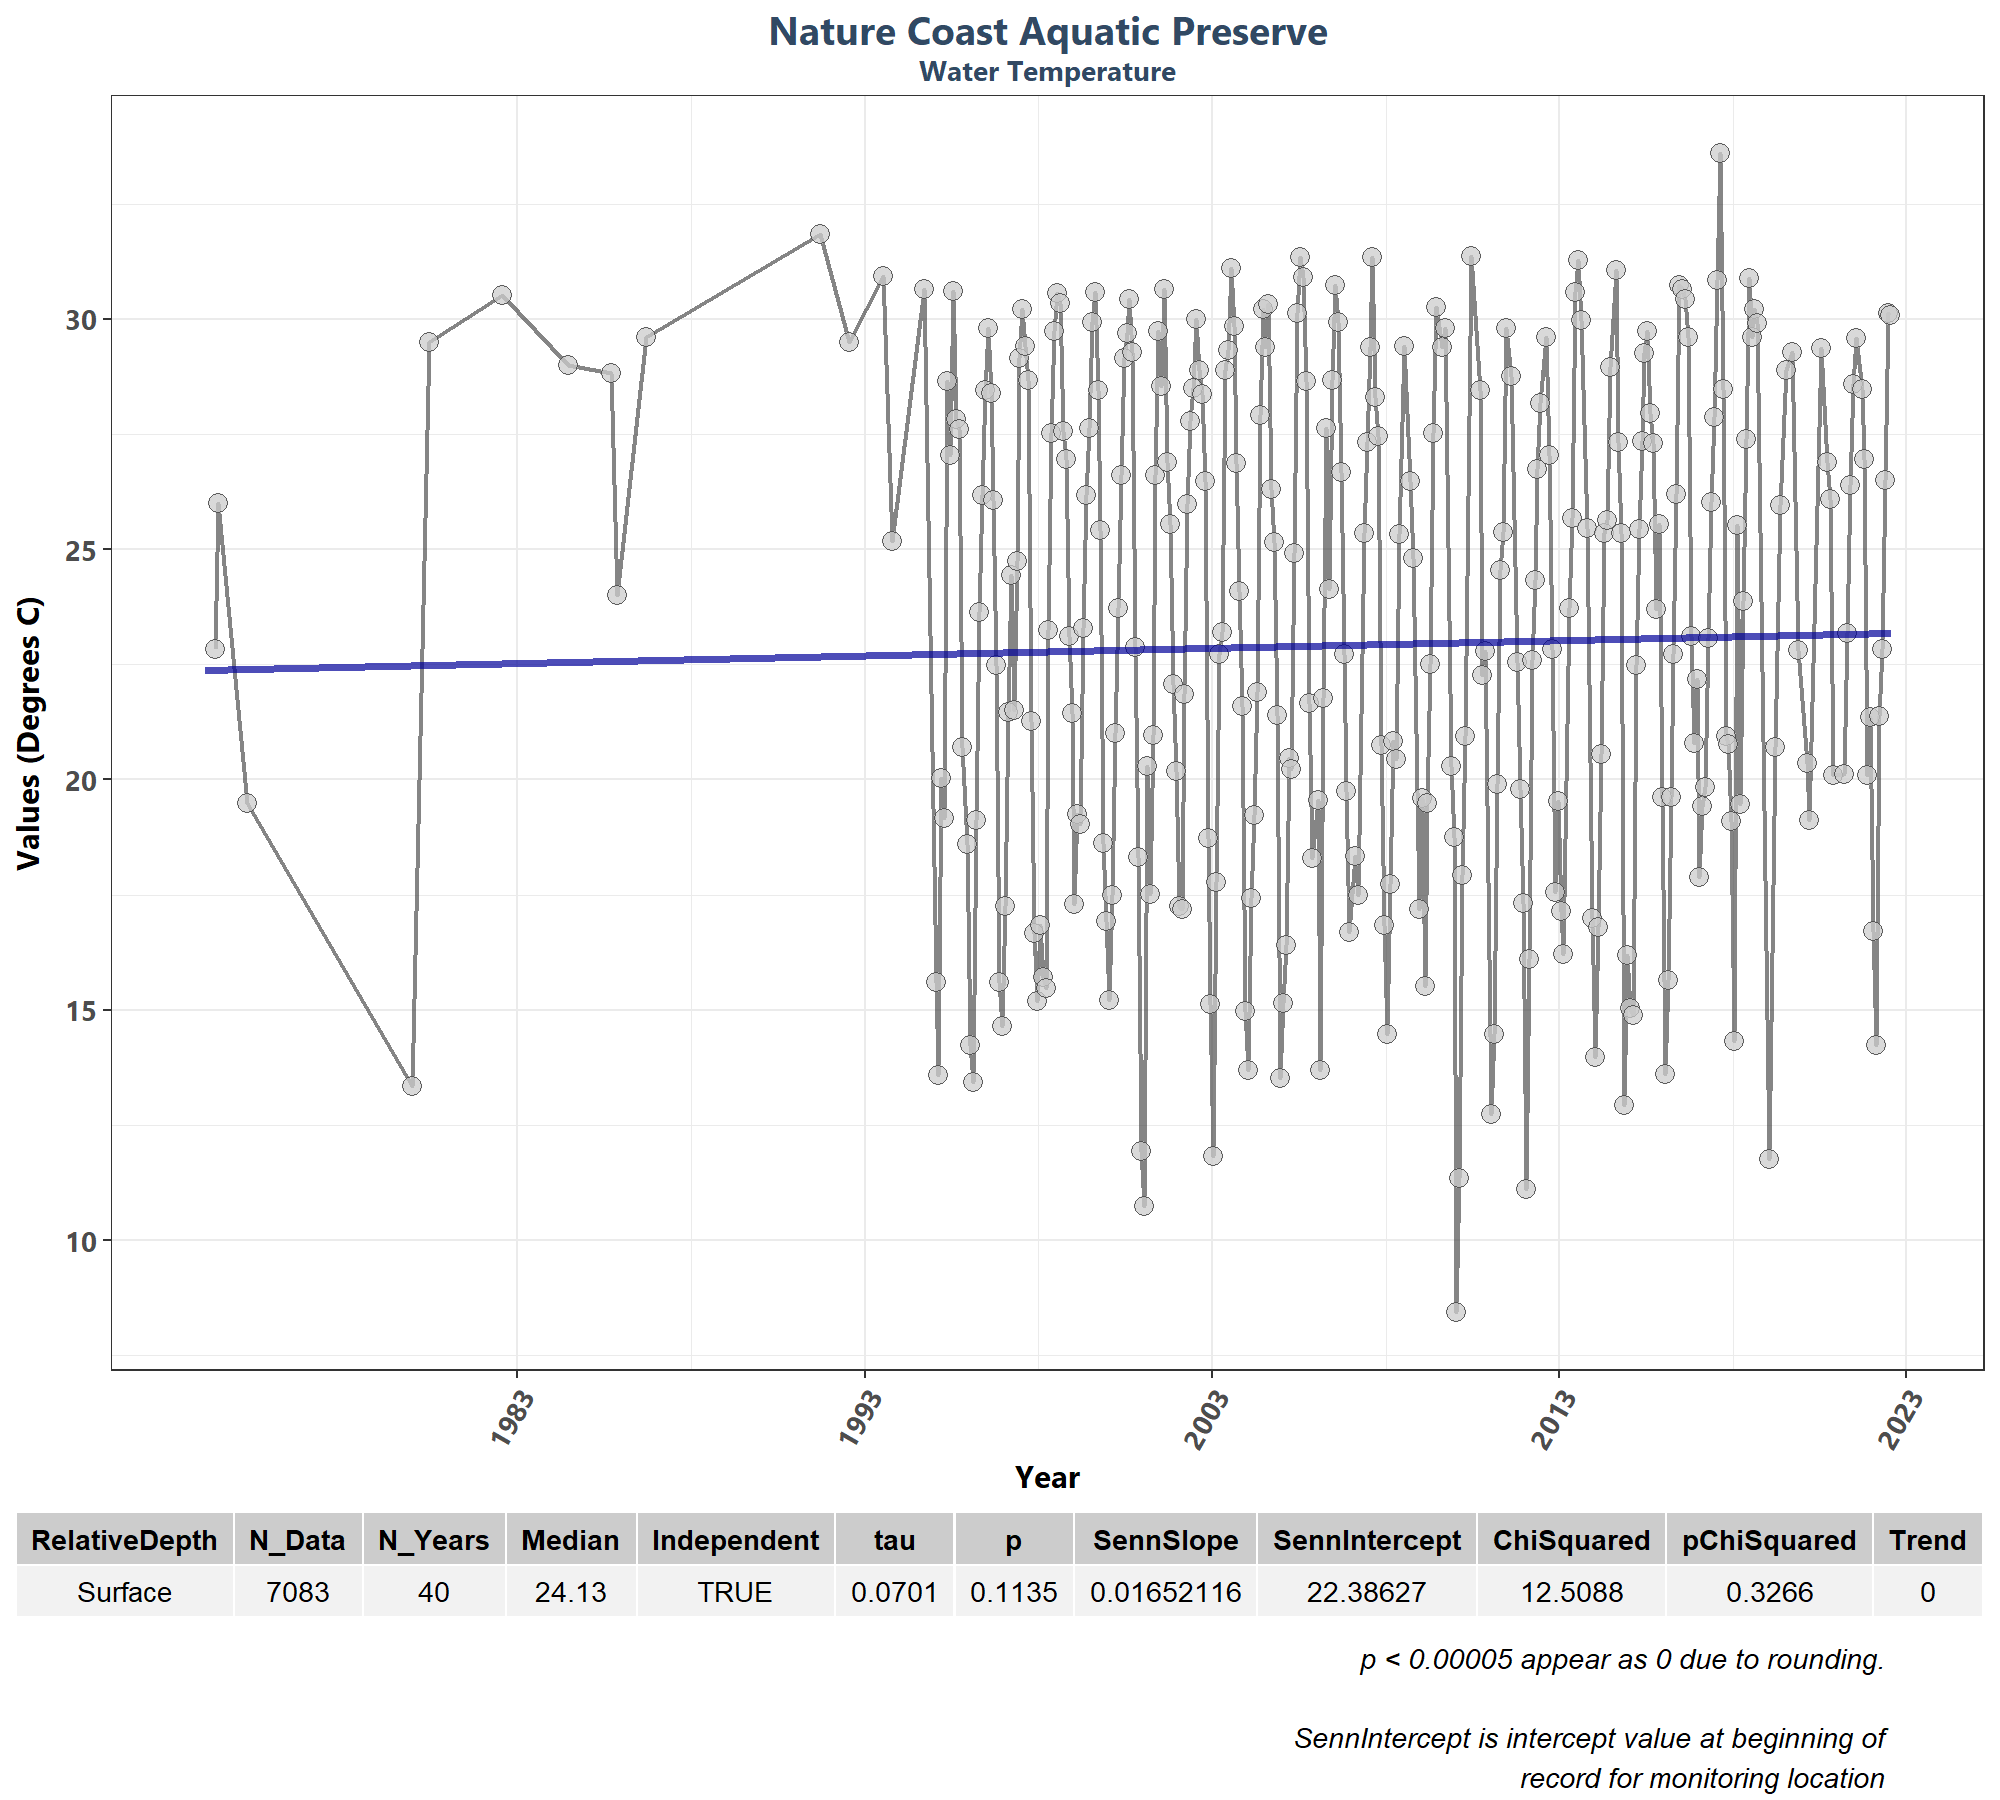 Nature Coast Aquatic Preserve
Water Temperature
Values (Degrees C)
30
25
20
15
10
1983
1993
2003
2013
2023
Year
RelativeDepth N_Data N_Years Median Independent tau p SennSlope SennIntercept ChiSquared pChiSquared Trend
Surface 7083 40 24.13 TRUE 0.0701 0.1135 0.01652116 22.38627 12.5088 0.3266 0
p < 0.00005 appear as 0 due to rounding.
SennIntercept is intercept value at beginning of
record for monitoring location